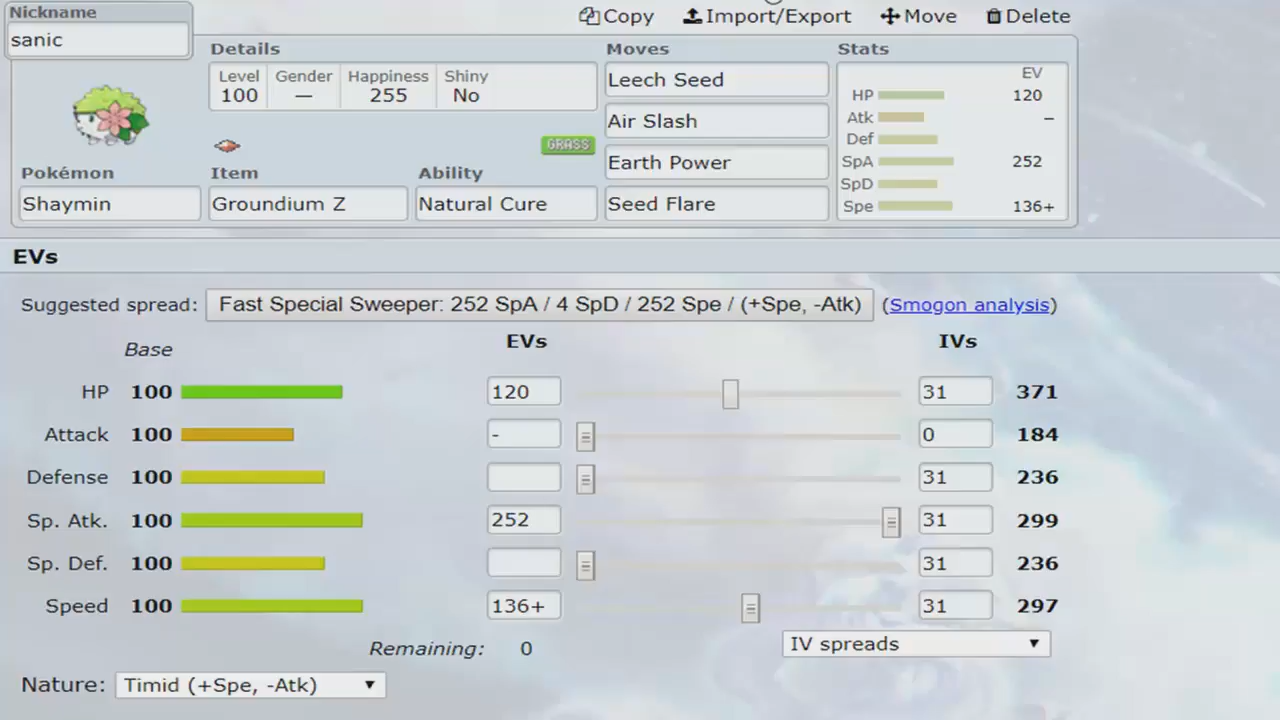 Nickname
sanic
Copy Import/Export Move Delete
Details
Level Gender Happiness Shiny
100 — 255 No
GRASS
Pokémon Item Ability
Shaymin Groundium Z Natural Cure
Moves
Leech Seed
Air Slash
Earth Power
Seed Flare
Stats
EV
HP 120
Atk –
Def
SpA 252
SpD
Spe 136+
EVs
Suggested spread: Fast Special Sweeper: 252 SpA / 4 SpD / 252 Spe / (+Spe, -Atk) (Smogon analysis)
Base EVs IVs
HP 100 120 31 371
Attack 100 - 0 184
Defense 100 31 236
Sp. Atk. 100 252 31 299
Sp. Def. 100 31 236
Speed 100 136+ 31 297
Remaining: 0 IV spreads
Nature: Timid (+Spe, -Atk)